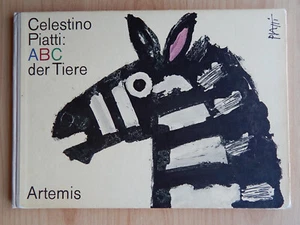 Celestino
Piatti:
ABC
der Tiere
PIATTI
Artemis